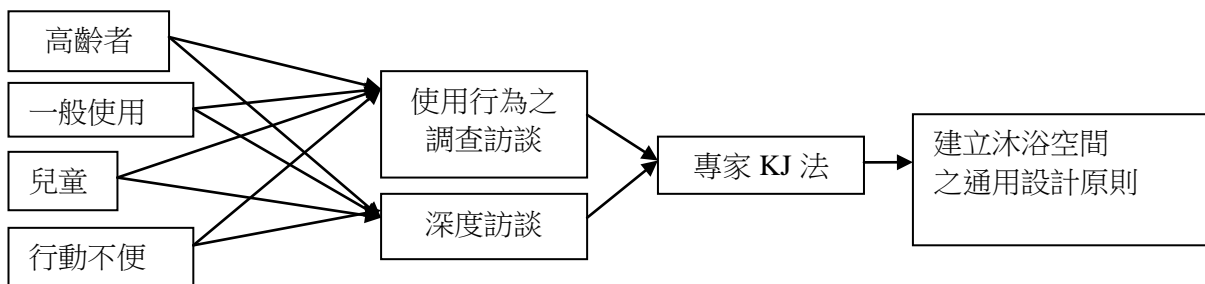 高齡者
一般使用
兒童
行動不便
使用行為之
調查訪談
深度訪談
專家 KJ 法
建立沐浴空間
之通用設計原則